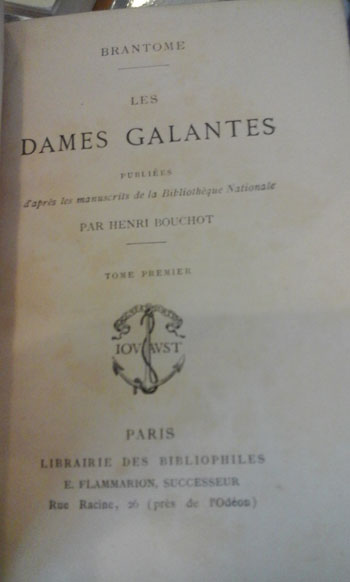 BRANTOME
LES
DAMES GALANTES
PUBLIÉES
d'après les manuscrits de la Bibliothèque Nationale
PAR HENRI BOUCHOT
TOME PREMIER
IOV AVST
PARIS
LIBRAIRIE DES BIBLIOPHILES
E. FLAMMARION, SUCCESSEUR
Rue Racine, 26 (près de l'Odéon)